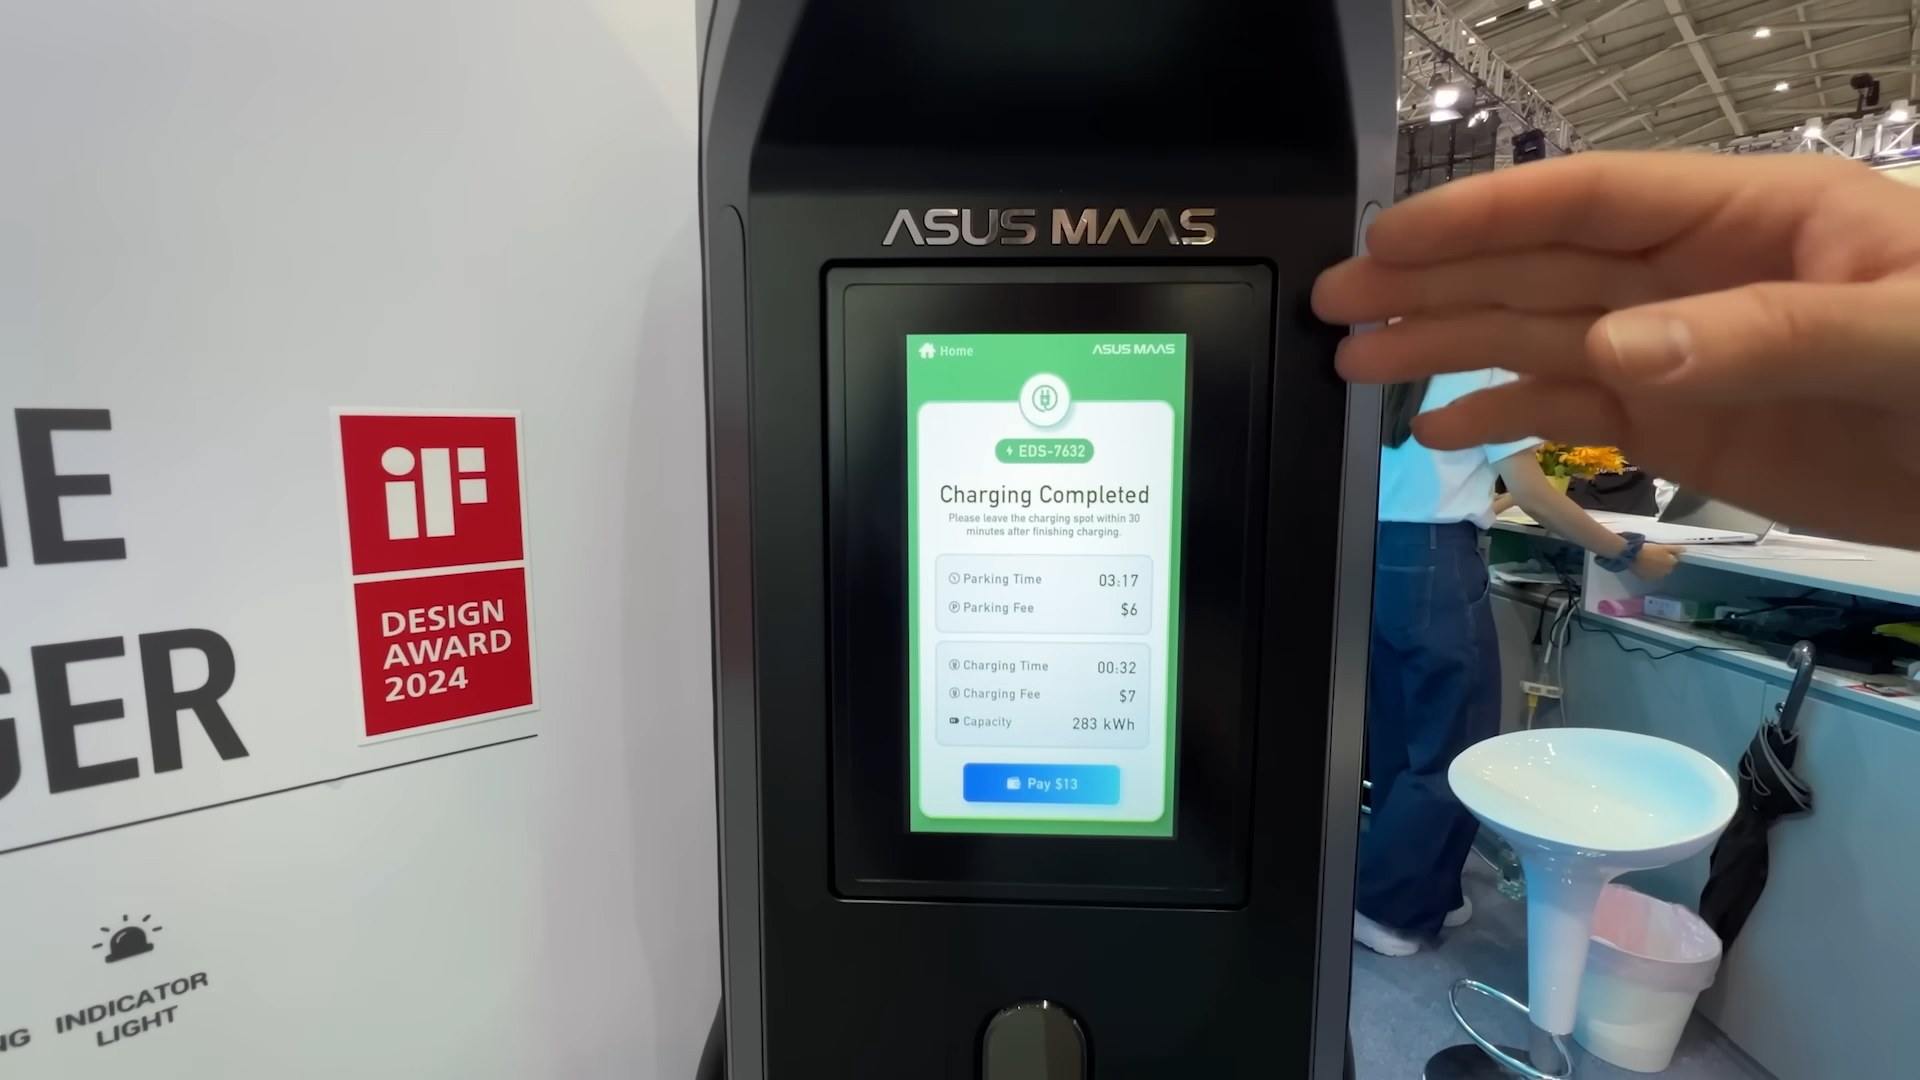 ASUS MAAS
Home
ASUS MAAS
EDS-7632
Charging Completed
Please leave the charging spot within 30
minutes after finishing charging.
Parking Time 03:17
Parking Fee $6
Charging Time 00:32
Charging Fee $7
Capacity 283 kWh
Pay $13
iF
DESIGN
AWARD
2024
GER
INDICATOR
LIGHT